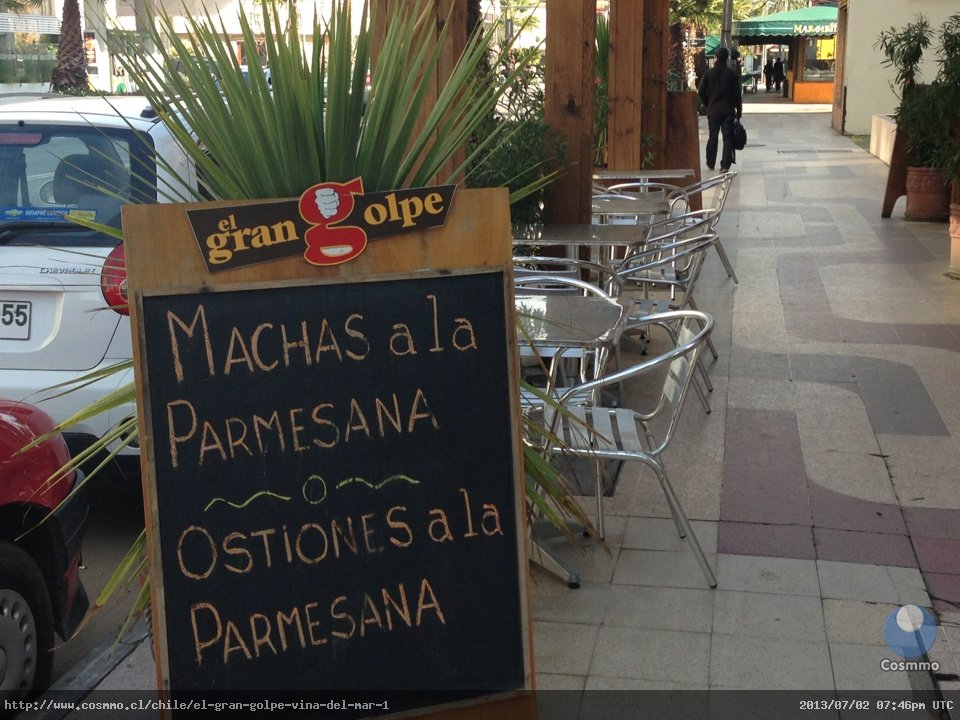 el
gran golpe
MACHAS a la
PARMESANA
o
OSTIONES a la
PARMESANA
CHEVROLET
55
Cosmmo
http://www.cosmmo.cl/chile/el-gran-golpe-vina-del-mar-1
2013/07/02 07:46pm UTC